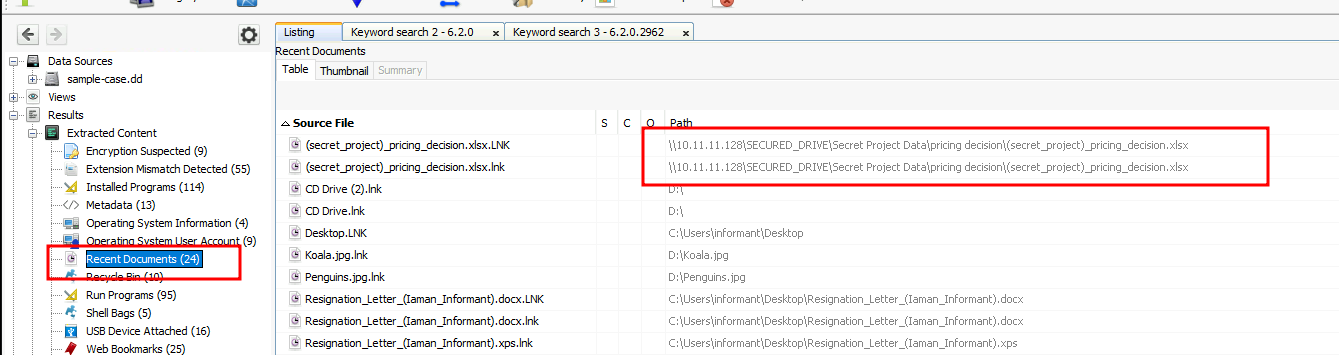 Listing Keyword search 2 - 6.2.0 x Keyword search 3 - 6.2.0.2962 x
Recent Documents
Table Thumbnail Summary
Data Sources
sample-case.dd
Views
Results
Extracted Content
Encryption Suspected (9)
Extension Mismatch Detected (55)
Installed Programs (114)
Metadata (13)
Operating System Information (4)
Operating System User Account (9)
Recent Documents (24)
Recycle Bin (10)
Run Programs (95)
Shell Bags (5)
USB Device Attached (16)
Web Bookmarks (25)
Source File S C O Path
(secret_project)_pricing_decision.xlsx.LNK \\10.11.11.128\SECURED_DRIVE\Secret Project Data\pricing decision\(secret_project)_pricing_decision.xlsx
(secret_project)_pricing_decision.xlsx.lnk \\10.11.11.128\SECURED_DRIVE\Secret Project Data\pricing decision\(secret_project)_pricing_decision.xlsx
CD Drive (2).lnk D:\
CD Drive.lnk D:\
Desktop.LNK C:\Users\informant\Desktop
Koala.jpg.lnk D:\Koala.jpg
Penguins.jpg.lnk D:\Penguins.jpg
Resignation_Letter_(Iaman_Informant).docx.LNK C:\Users\informant\Desktop\Resignation_Letter_(Iaman_Informant).docx
Resignation_Letter_(Iaman_Informant).docx.lnk C:\Users\informant\Desktop\Resignation_Letter_(Iaman_Informant).docx
Resignation_Letter_(Iaman_Informant).xps.lnk C:\Users\informant\Desktop\Resignation_Letter_(Iaman_Informant).xps